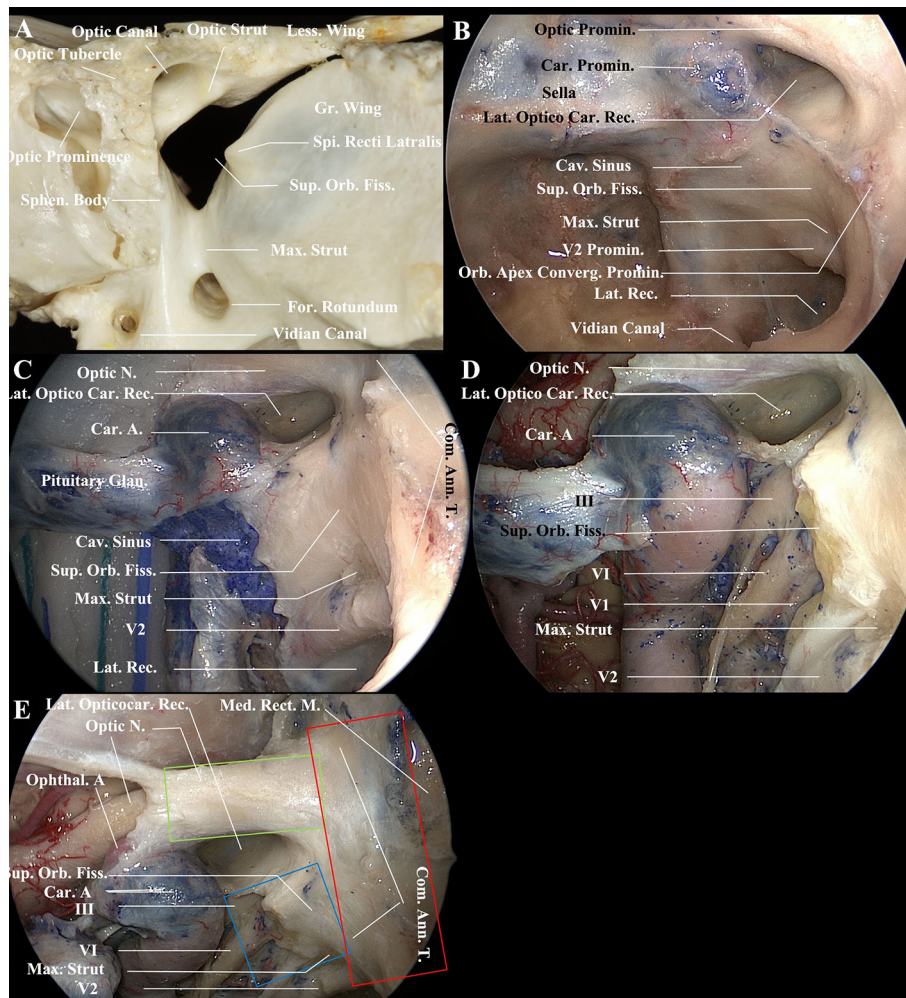 A
Optic Canal
Optic Strut
Less. Wing
Optic Tubercle
Gr. Wing
Spi. Recti Latralis
Optic Prominence
Sup. Orb. Fiss.
Sphen. Body
Max. Strut
For. Rotundum
Vidian Canal
B
Optic Promin.
Car. Promin.
Sella
Lat. Optico Car. Rec.
Cav. Sinus
Sup. Orb. Fiss.
Max. Strut
V2 Promin.
Orb. Apex Converg. Promin.
Lat. Rec.
Vidian Canal
C
Optic N.
Lat. Optico Car. Rec.
Car. A.
Com. Ann. T.
Pituitary Glan.
Cav. Sinus
Sup. Orb. Fiss.
Max. Strut
V2
Lat. Rec.
D
Optic N.
Lat. Optico Car. Rec.
Car. A
III
Sup. Orb. Fiss.
VI
V1
Max. Strut
V2
E
Lat. Opticocar. Rec.
Med. Rect. M.
Optic N.
Ophthal. A
Sup. Orb. Fiss.
Car. A
III
Com. Ann. T.
VI
Max. Strut
V2